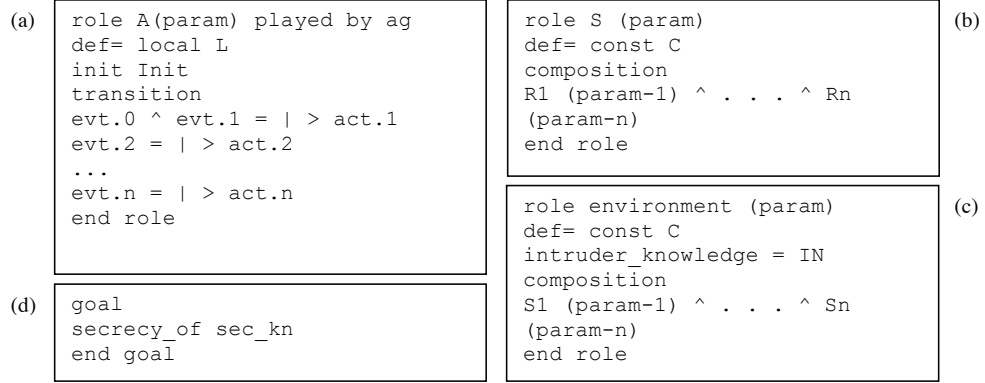 (a)
role A(param) played by ag
def= local L
init Init
transition
evt.0 ^ evt.1 = | > act.1
evt.2 = | > act.2
...
evt.n = | > act.n
end role
(b)
role S (param)
def= const C
composition
R1 (param-1) ^ . . . ^ Rn
(param-n)
end role
(c)
role environment (param)
def= const C
intruder_knowledge = IN
composition
S1 (param-1) ^ . . . ^ Sn
(param-n)
end role
(d)
goal
secrecy_of sec_kn
end goal